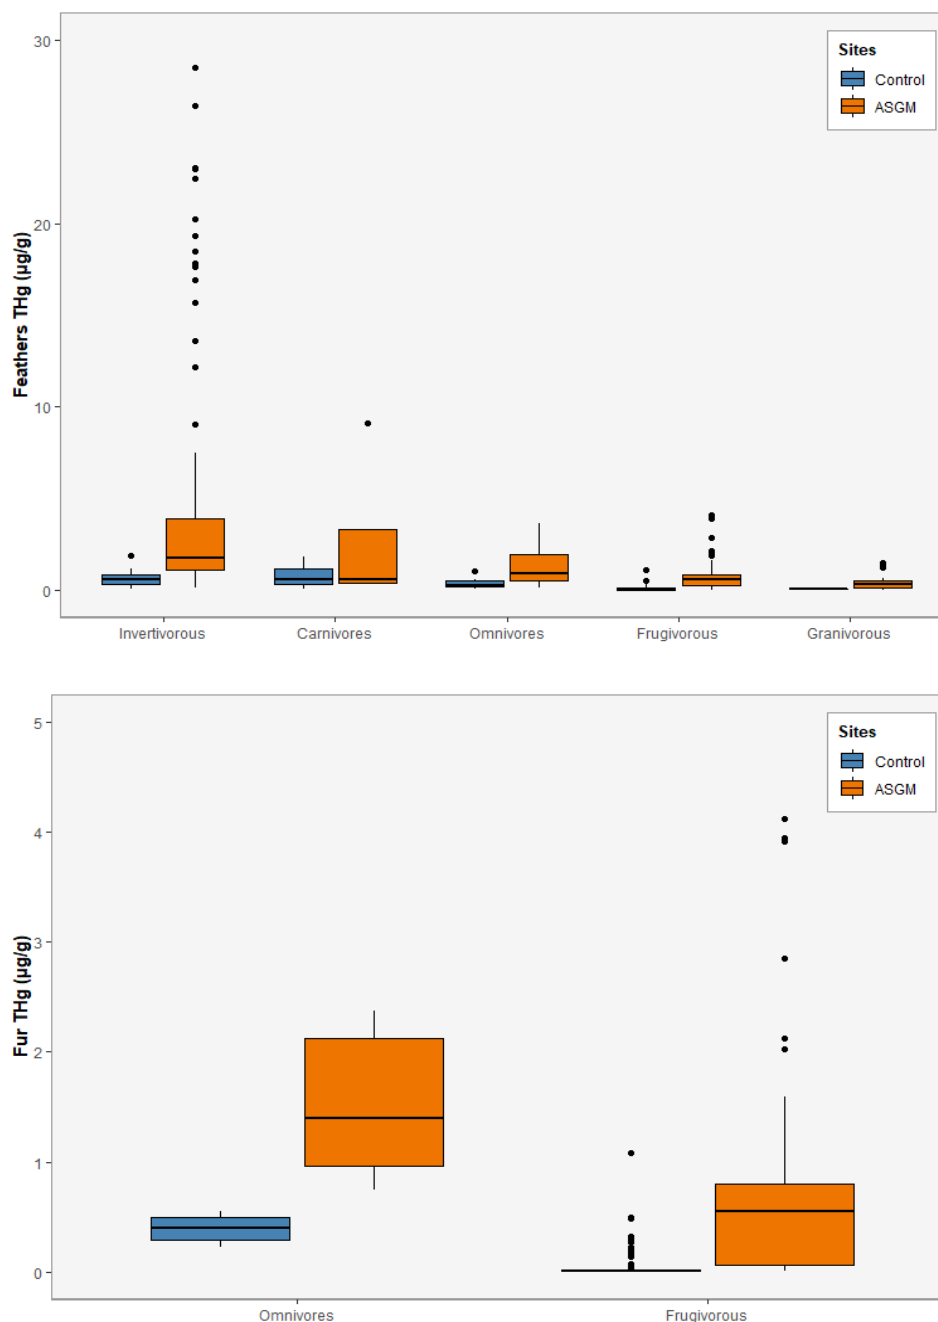 30
20
10
0
Feathers THg (µg/g)
Sites
Control
ASGM
Invertivorous
Carnivores
Omnivores
Frugivorous
Granivorous
5
4
3
2
1
0
Fur THg (µg/g)
Sites
Control
ASGM
Omnivores
Frugivorous